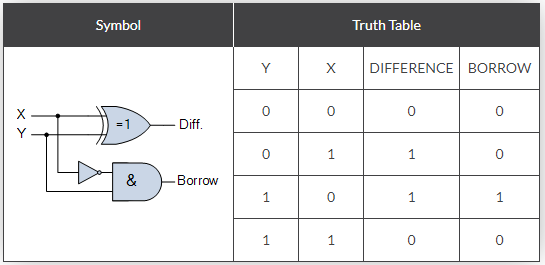 Symbol Truth Table
Y X DIFFERENCE BORROW
0 0 0 0
0 1 1 0
1 0 1 1
1 1 0 0
X
Y
=1
Diff.
&
Borrow